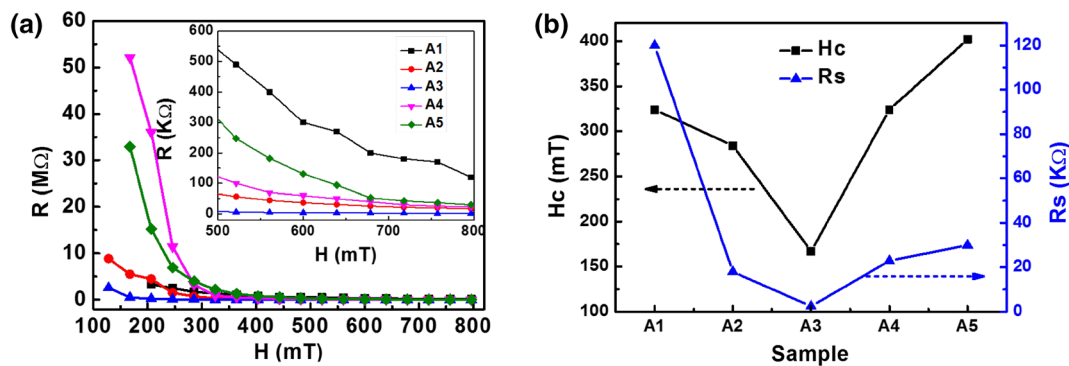 (a)
60
50
40
30
20
10
0
R (MΩ)
100 200 300 400 500 600 700 800
H (mT)
600
500
400
300
200
100
0
R (KΩ)
500 600 700 800
H (mT)
A1
A2
A3
A4
A5
(b)
400
350
300
250
200
150
100
Hc (mT)
Hc
Rs
120
100
80
60
40
20
0
Rs (KΩ)
A1 A2 A3 A4 A5
Sample